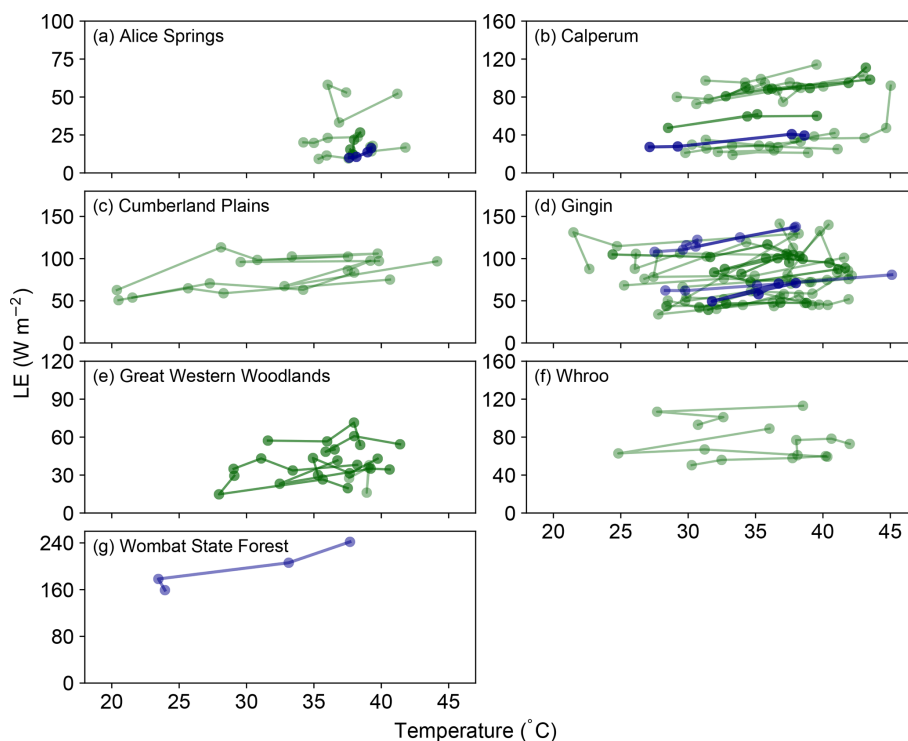 100
75
50
25
0
(a) Alice Springs
160
120
80
40
0
(b) Calperum
150
100
50
0
(c) Cumberland Plains
150
100
50
0
(d) Gingin
120
90
60
30
0
(e) Great Western Woodlands
160
120
80
40
0
(f) Whroo
20 25 30 35 40 45
240
160
80
0
(g) Wombat State Forest
20 25 30 35 40 45
LE (W m⁻²)
Temperature (°C)